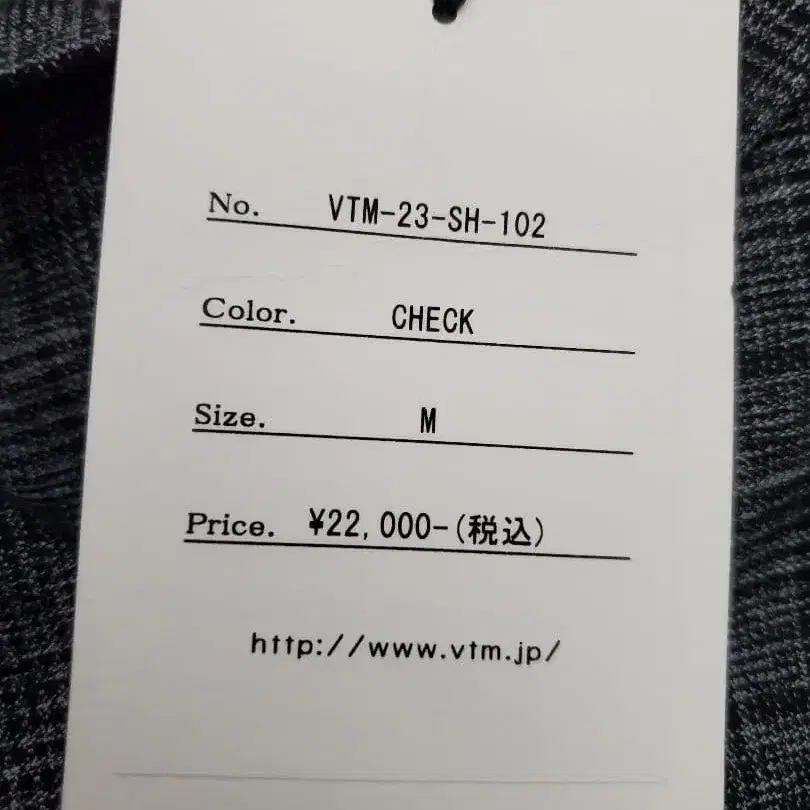 No. VTM-23-SH-102
Color. CHECK
Size. M
Price. ¥22,000-(税込)
http://www.vtm.jp/